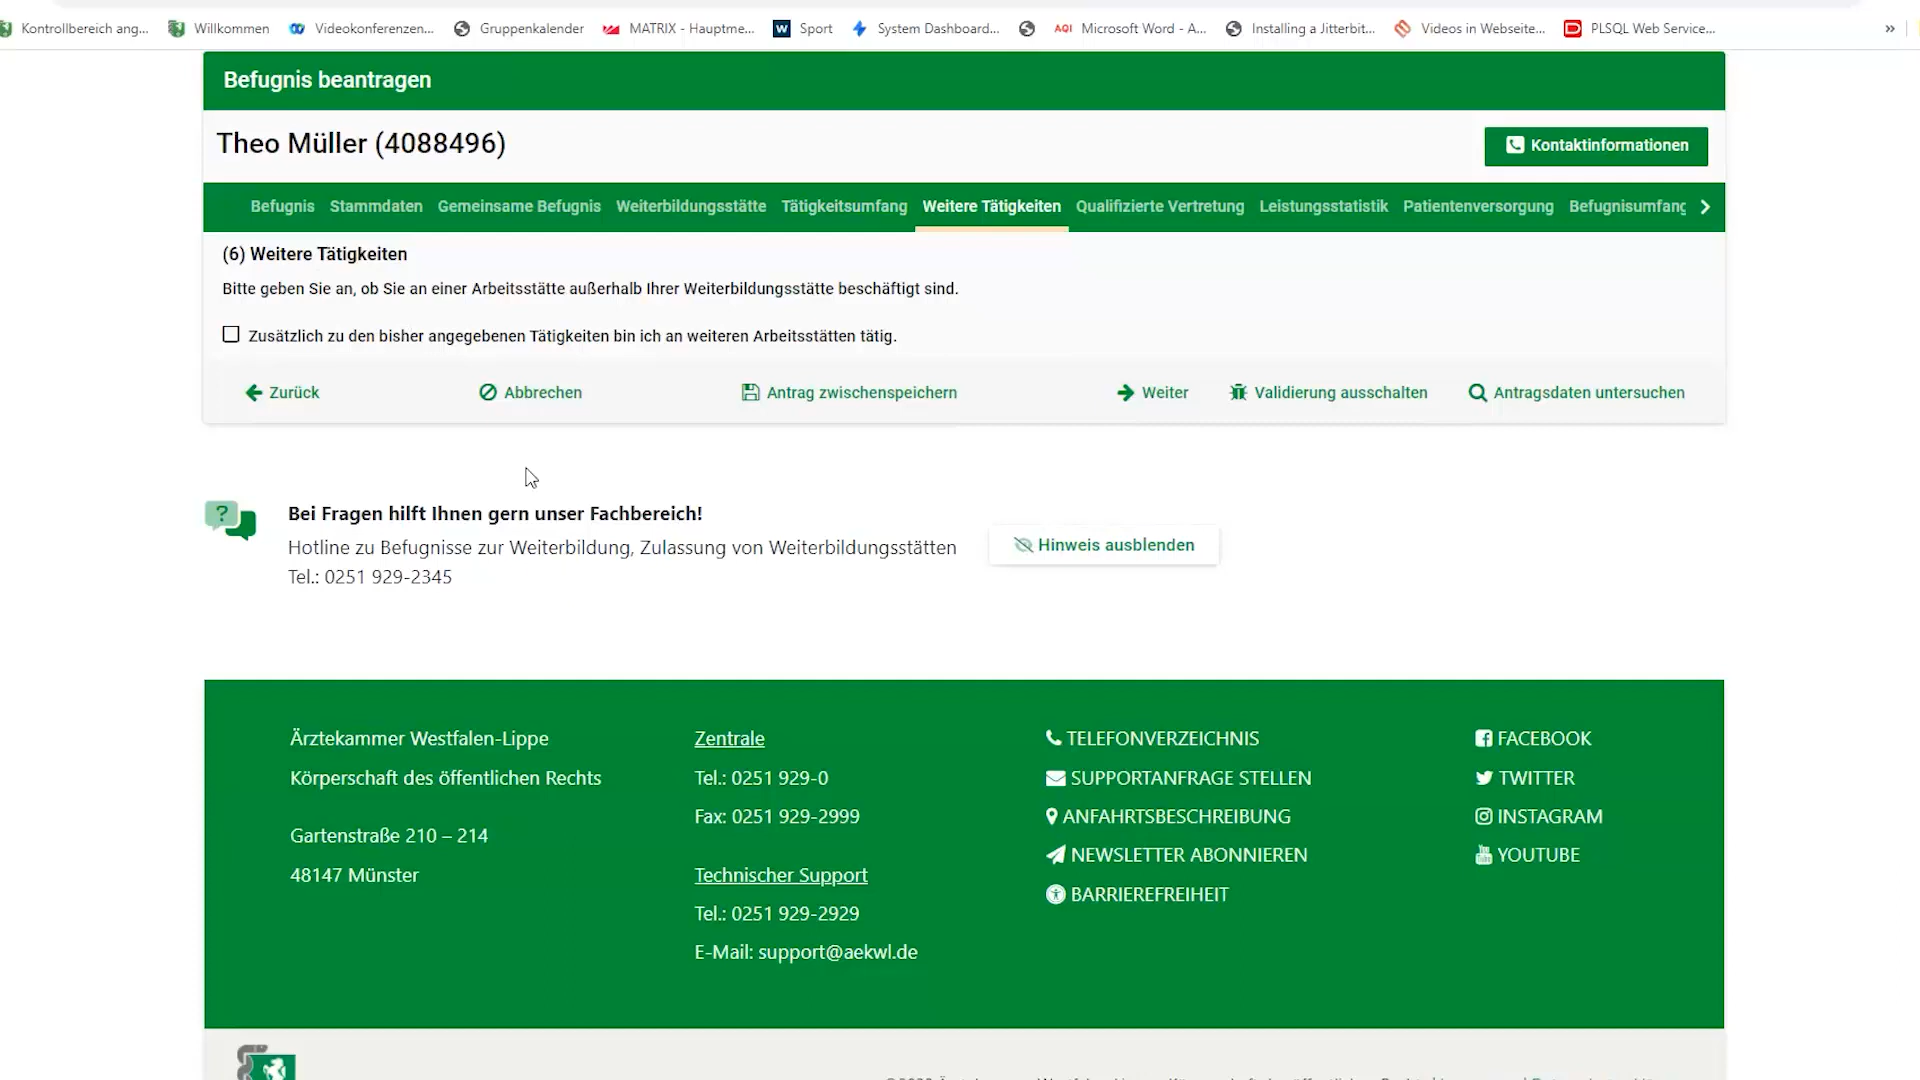 Kontrollbereich ang... Willkommen Videokonferenzen... Gruppenkalender MATRIX - Hauptme... W Sport System Dashboard... AQI Microsoft Word - A... Installing a Jitterbit... Videos in Webseite... PLSQL Web Service... »
Befugnis beantragen
Theo Müller (4088496)
Kontaktinformationen
Befugnis Stammdaten Gemeinsame Befugnis Weiterbildungsstätte Tätigkeitsumfang Weitere Tätigkeiten Qualifizierte Vertretung Leistungsstatistik Patientenversorgung Befugnisumfang
(6) Weitere Tätigkeiten
Bitte geben Sie an, ob Sie an einer Arbeitsstätte außerhalb Ihrer Weiterbildungsstätte beschäftigt sind.
Zusätzlich zu den bisher angegebenen Tätigkeiten bin ich an weiteren Arbeitsstätten tätig.
Zurück Abbrechen Antrag zwischenspeichern Weiter Validierung ausschalten Antragsdaten untersuchen
Bei Fragen hilft Ihnen gern unser Fachbereich!
Hotline zu Befugnisse zur Weiterbildung, Zulassung von Weiterbildungsstätten
Tel.: 0251 929-2345
Hinweis ausblenden
Ärztekammer Westfalen-Lippe
Körperschaft des öffentlichen Rechts
Gartenstraße 210 – 214
48147 Münster
Zentrale
Tel.: 0251 929-0
Fax: 0251 929-2999
Technischer Support
Tel.: 0251 929-2929
E-Mail: support@aekwl.de
TELEFONVERZEICHNIS
SUPPORTANFRAGE STELLEN
ANFAHRTSBESCHREIBUNG
NEWSLETTER ABONNIEREN
BARRIEREFREIHEIT
FACEBOOK
TWITTER
INSTAGRAM
YOUTUBE